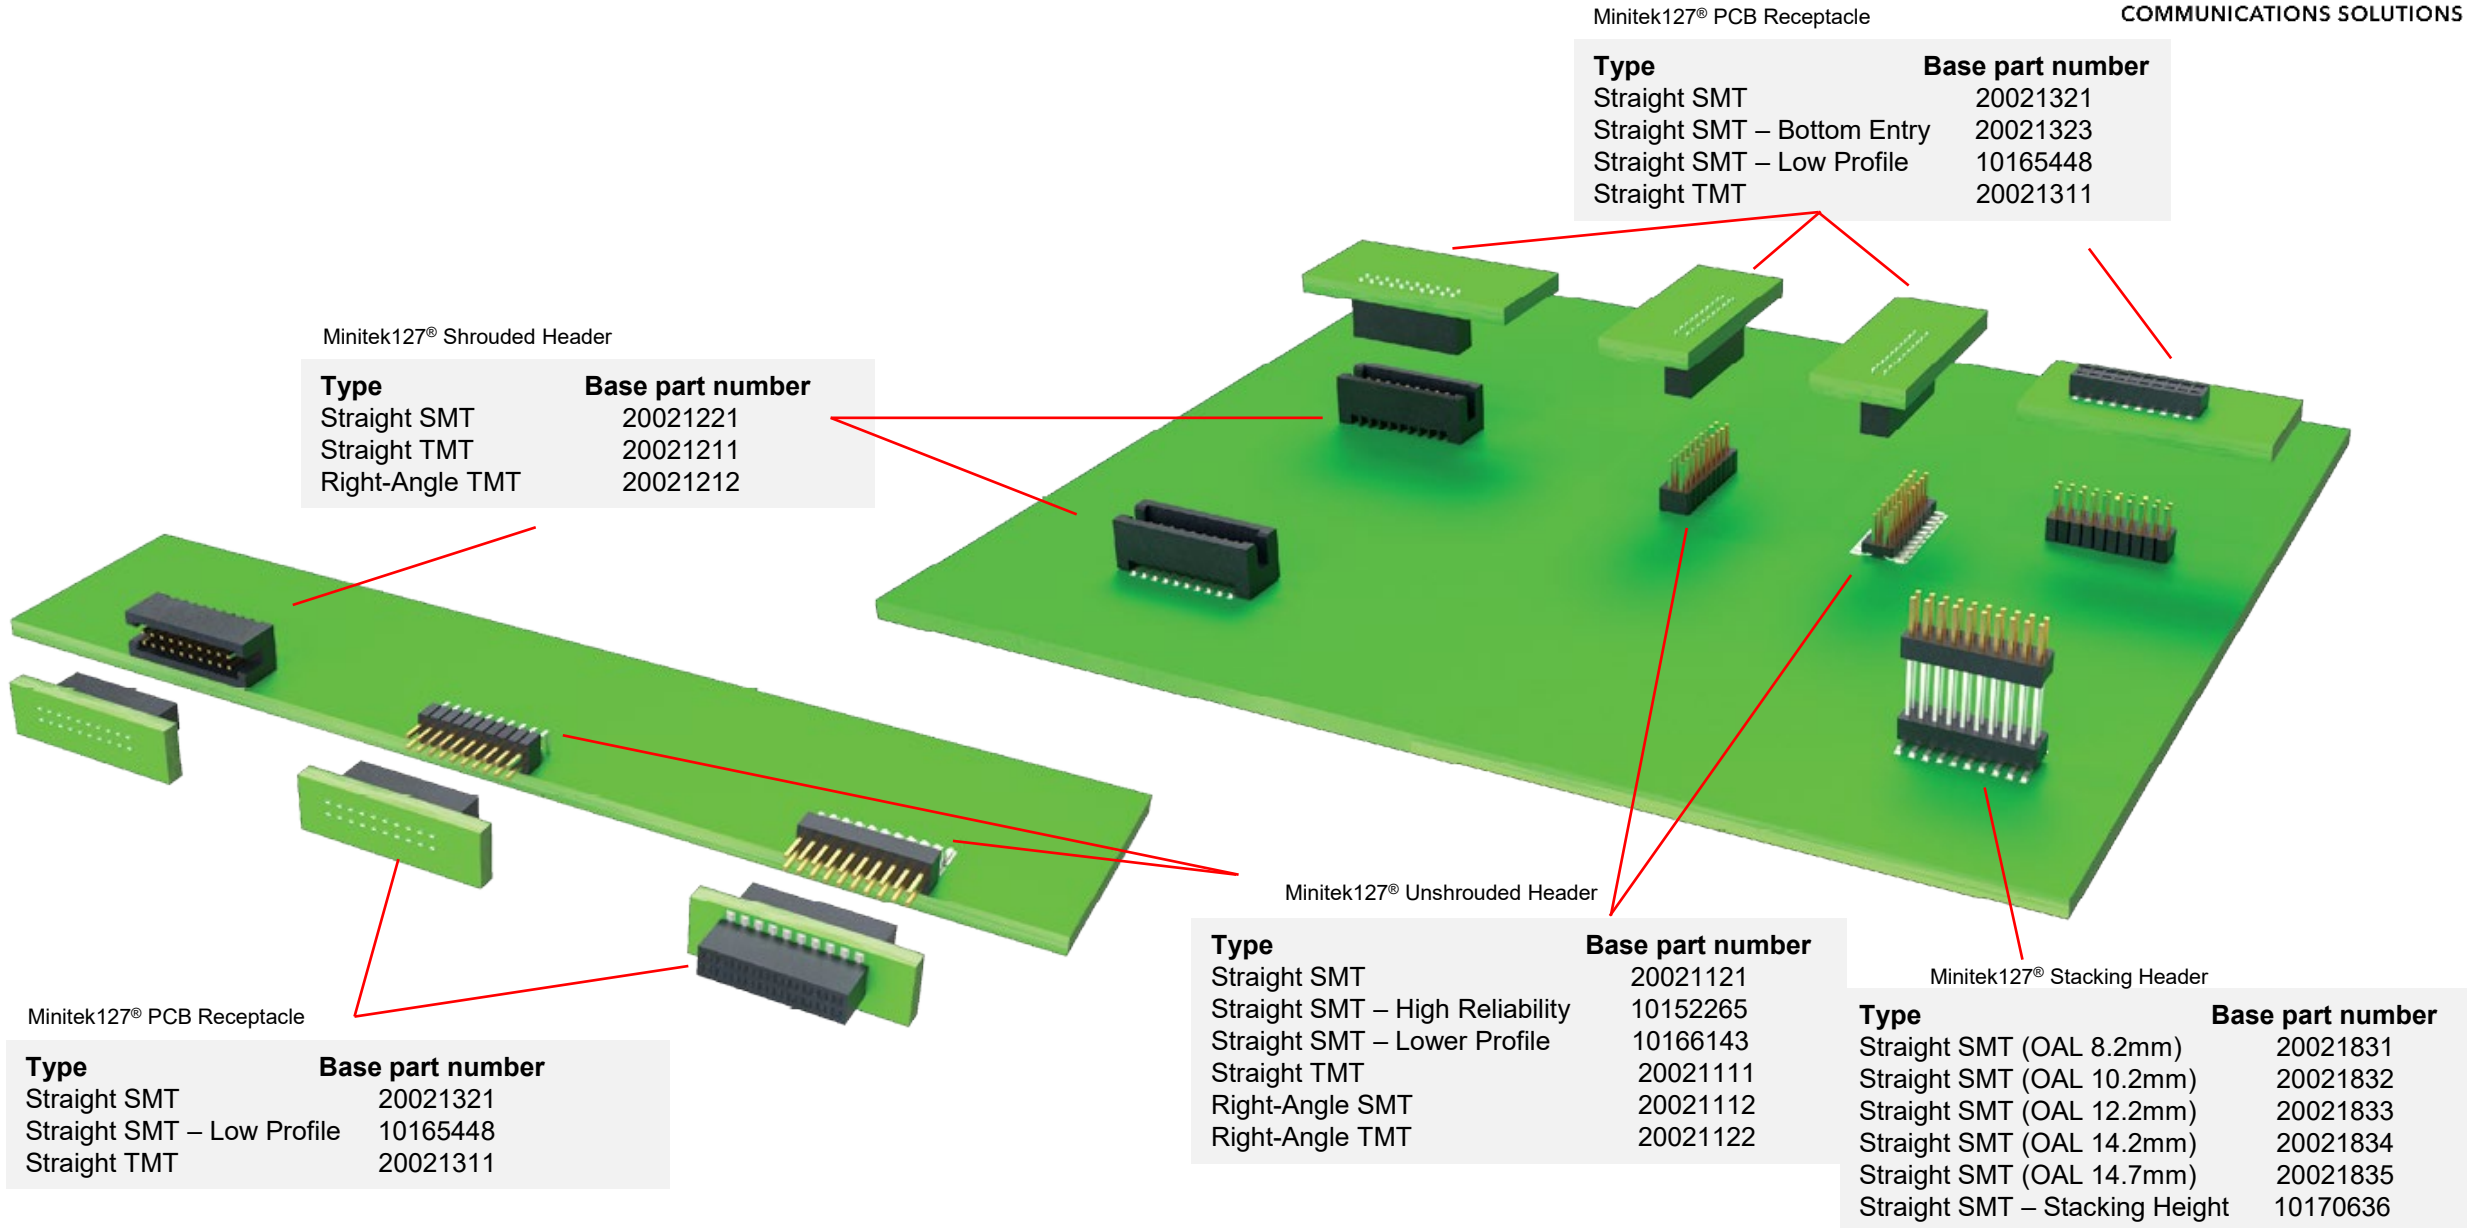 Minitek127® PCB Receptacle
COMMUNICATIONS SOLUTIONS
Type Base part number
Straight SMT 20021321
Straight SMT – Bottom Entry 20021323
Straight SMT – Low Profile 10165448
Straight TMT 20021311
Minitek127® Shrouded Header
Type Base part number
Straight SMT 20021221
Straight TMT 20021211
Right-Angle TMT 20021212
Minitek127® Unshrouded Header
Type Base part number
Straight SMT 20021121
Straight SMT – High Reliability 10152265
Straight SMT – Lower Profile 10166143
Straight TMT 20021111
Right-Angle SMT 20021112
Right-Angle TMT 20021122
Minitek127® Stacking Header
Type Base part number
Straight SMT (OAL 8.2mm) 20021831
Straight SMT (OAL 10.2mm) 20021832
Straight SMT (OAL 12.2mm) 20021833
Straight SMT (OAL 14.2mm) 20021834
Straight SMT (OAL 14.7mm) 20021835
Straight SMT – Stacking Height 10170636
Minitek127® PCB Receptacle
Type Base part number
Straight SMT 20021321
Straight SMT – Low Profile 10165448
Straight TMT 20021311